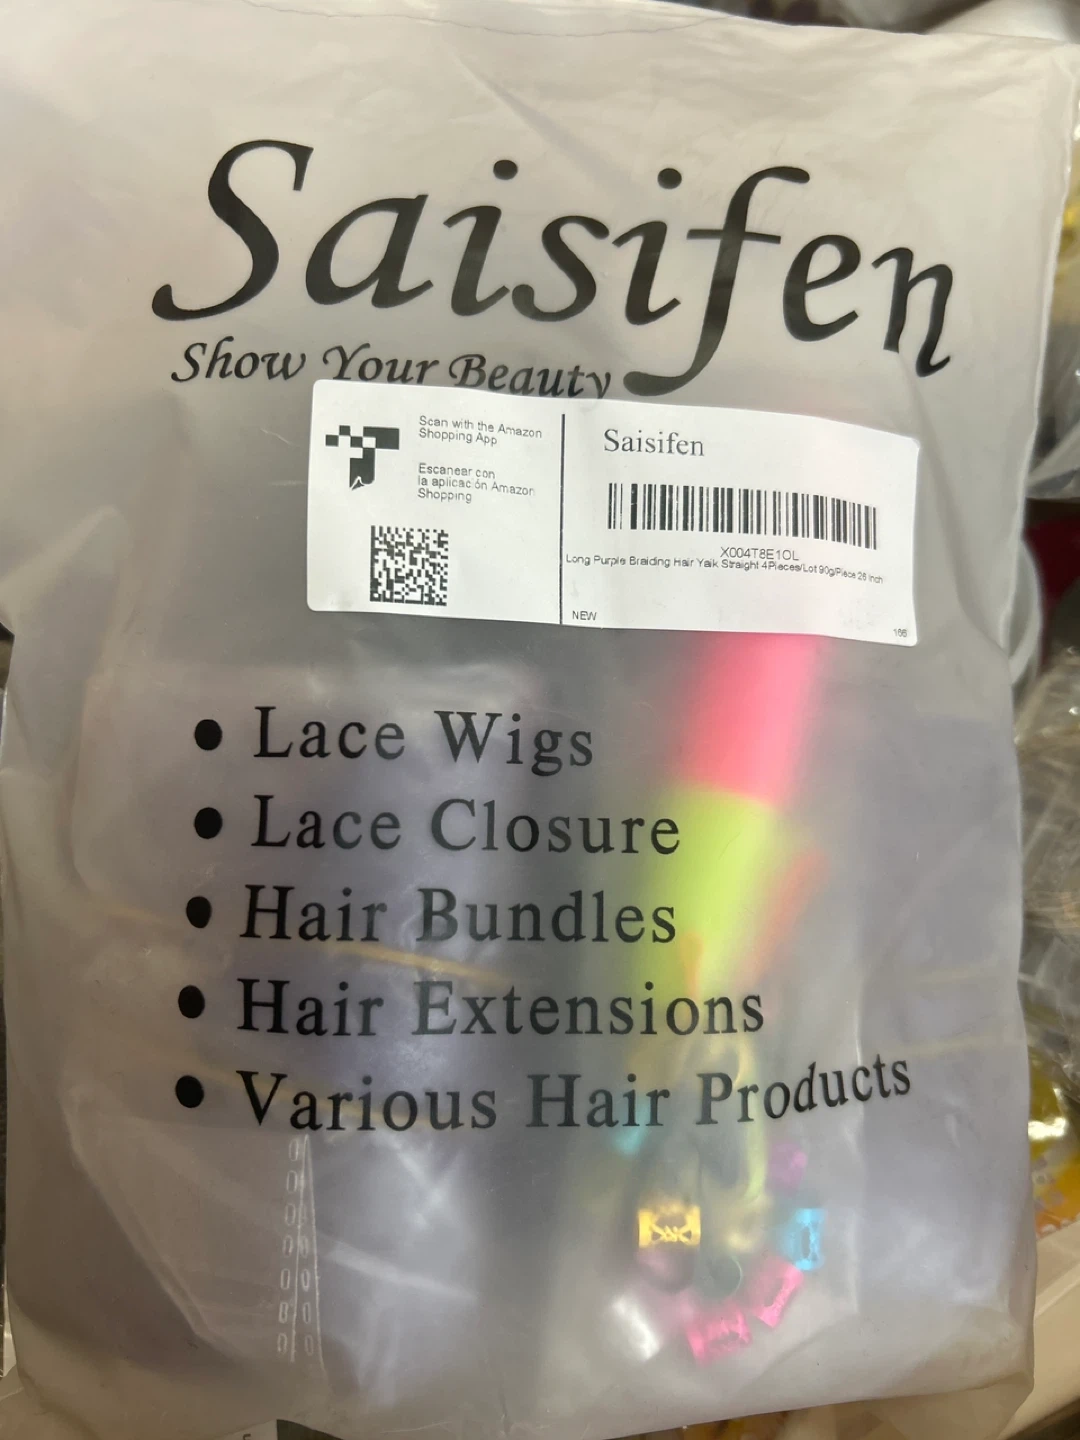 Saisifen
Show Your Beauty
Scan with the Amazon
Shopping App
Escanear con
la aplicación Amazon
Shopping
Saisifen
X004T8E1OL
Long Purple Braiding Hair Yaik Straight 4Pieces/Lot 90g/Piece 26 Inch
NEW
166
• Lace Wigs
• Lace Closure
• Hair Bundles
• Hair Extensions
• Various Hair Products